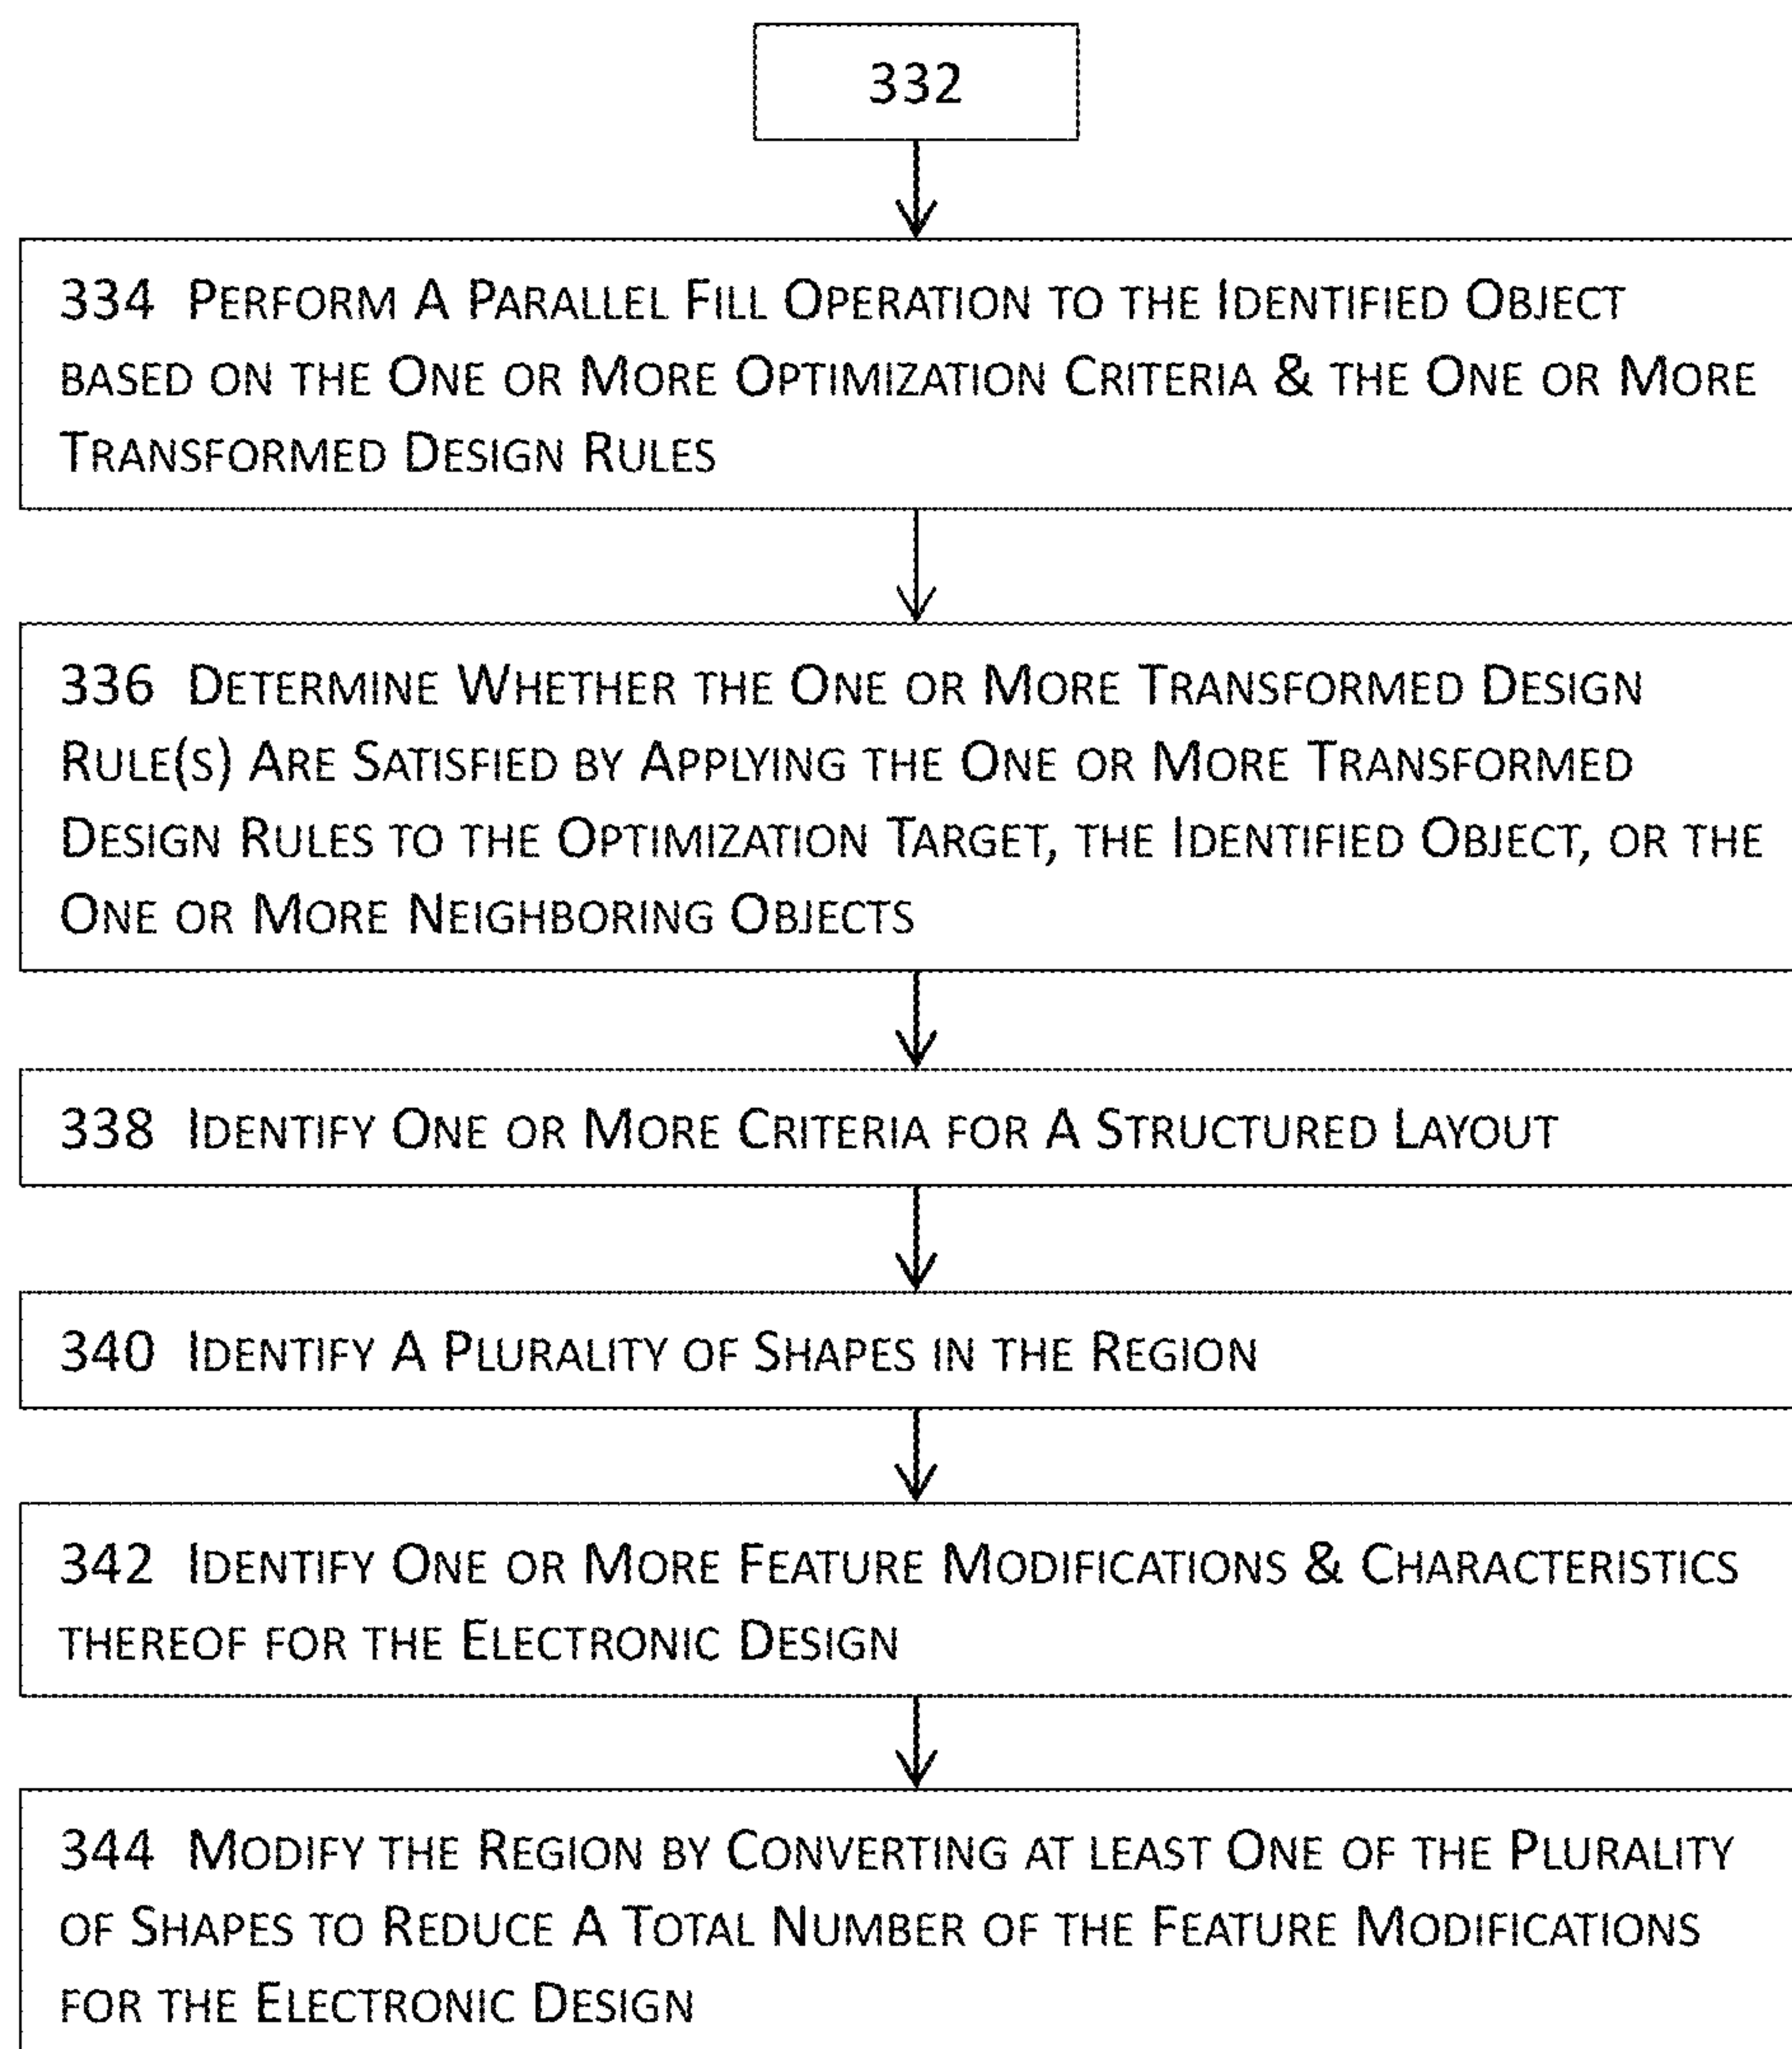 332
334 Perform A Parallel Fill Operation to the Identified Object
based on the One or More Optimization Criteria & the One or More
Transformed Design Rules
336 Determine Whether the One or More Transformed Design
Rule(s) Are Satisfied by Applying the One or More Transformed
Design Rules to the Optimization Target, the Identified Object, or the
One or More Neighboring Objects
338 Identify One or More Criteria for A Structured Layout
340 Identify A Plurality of Shapes in the Region
342 Identify One or More Feature Modifications & Characteristics
thereof for the Electronic Design
344 Modify the Region by Converting at least One of the Plurality
of Shapes to Reduce A Total Number of the Feature Modifications
for the Electronic Design